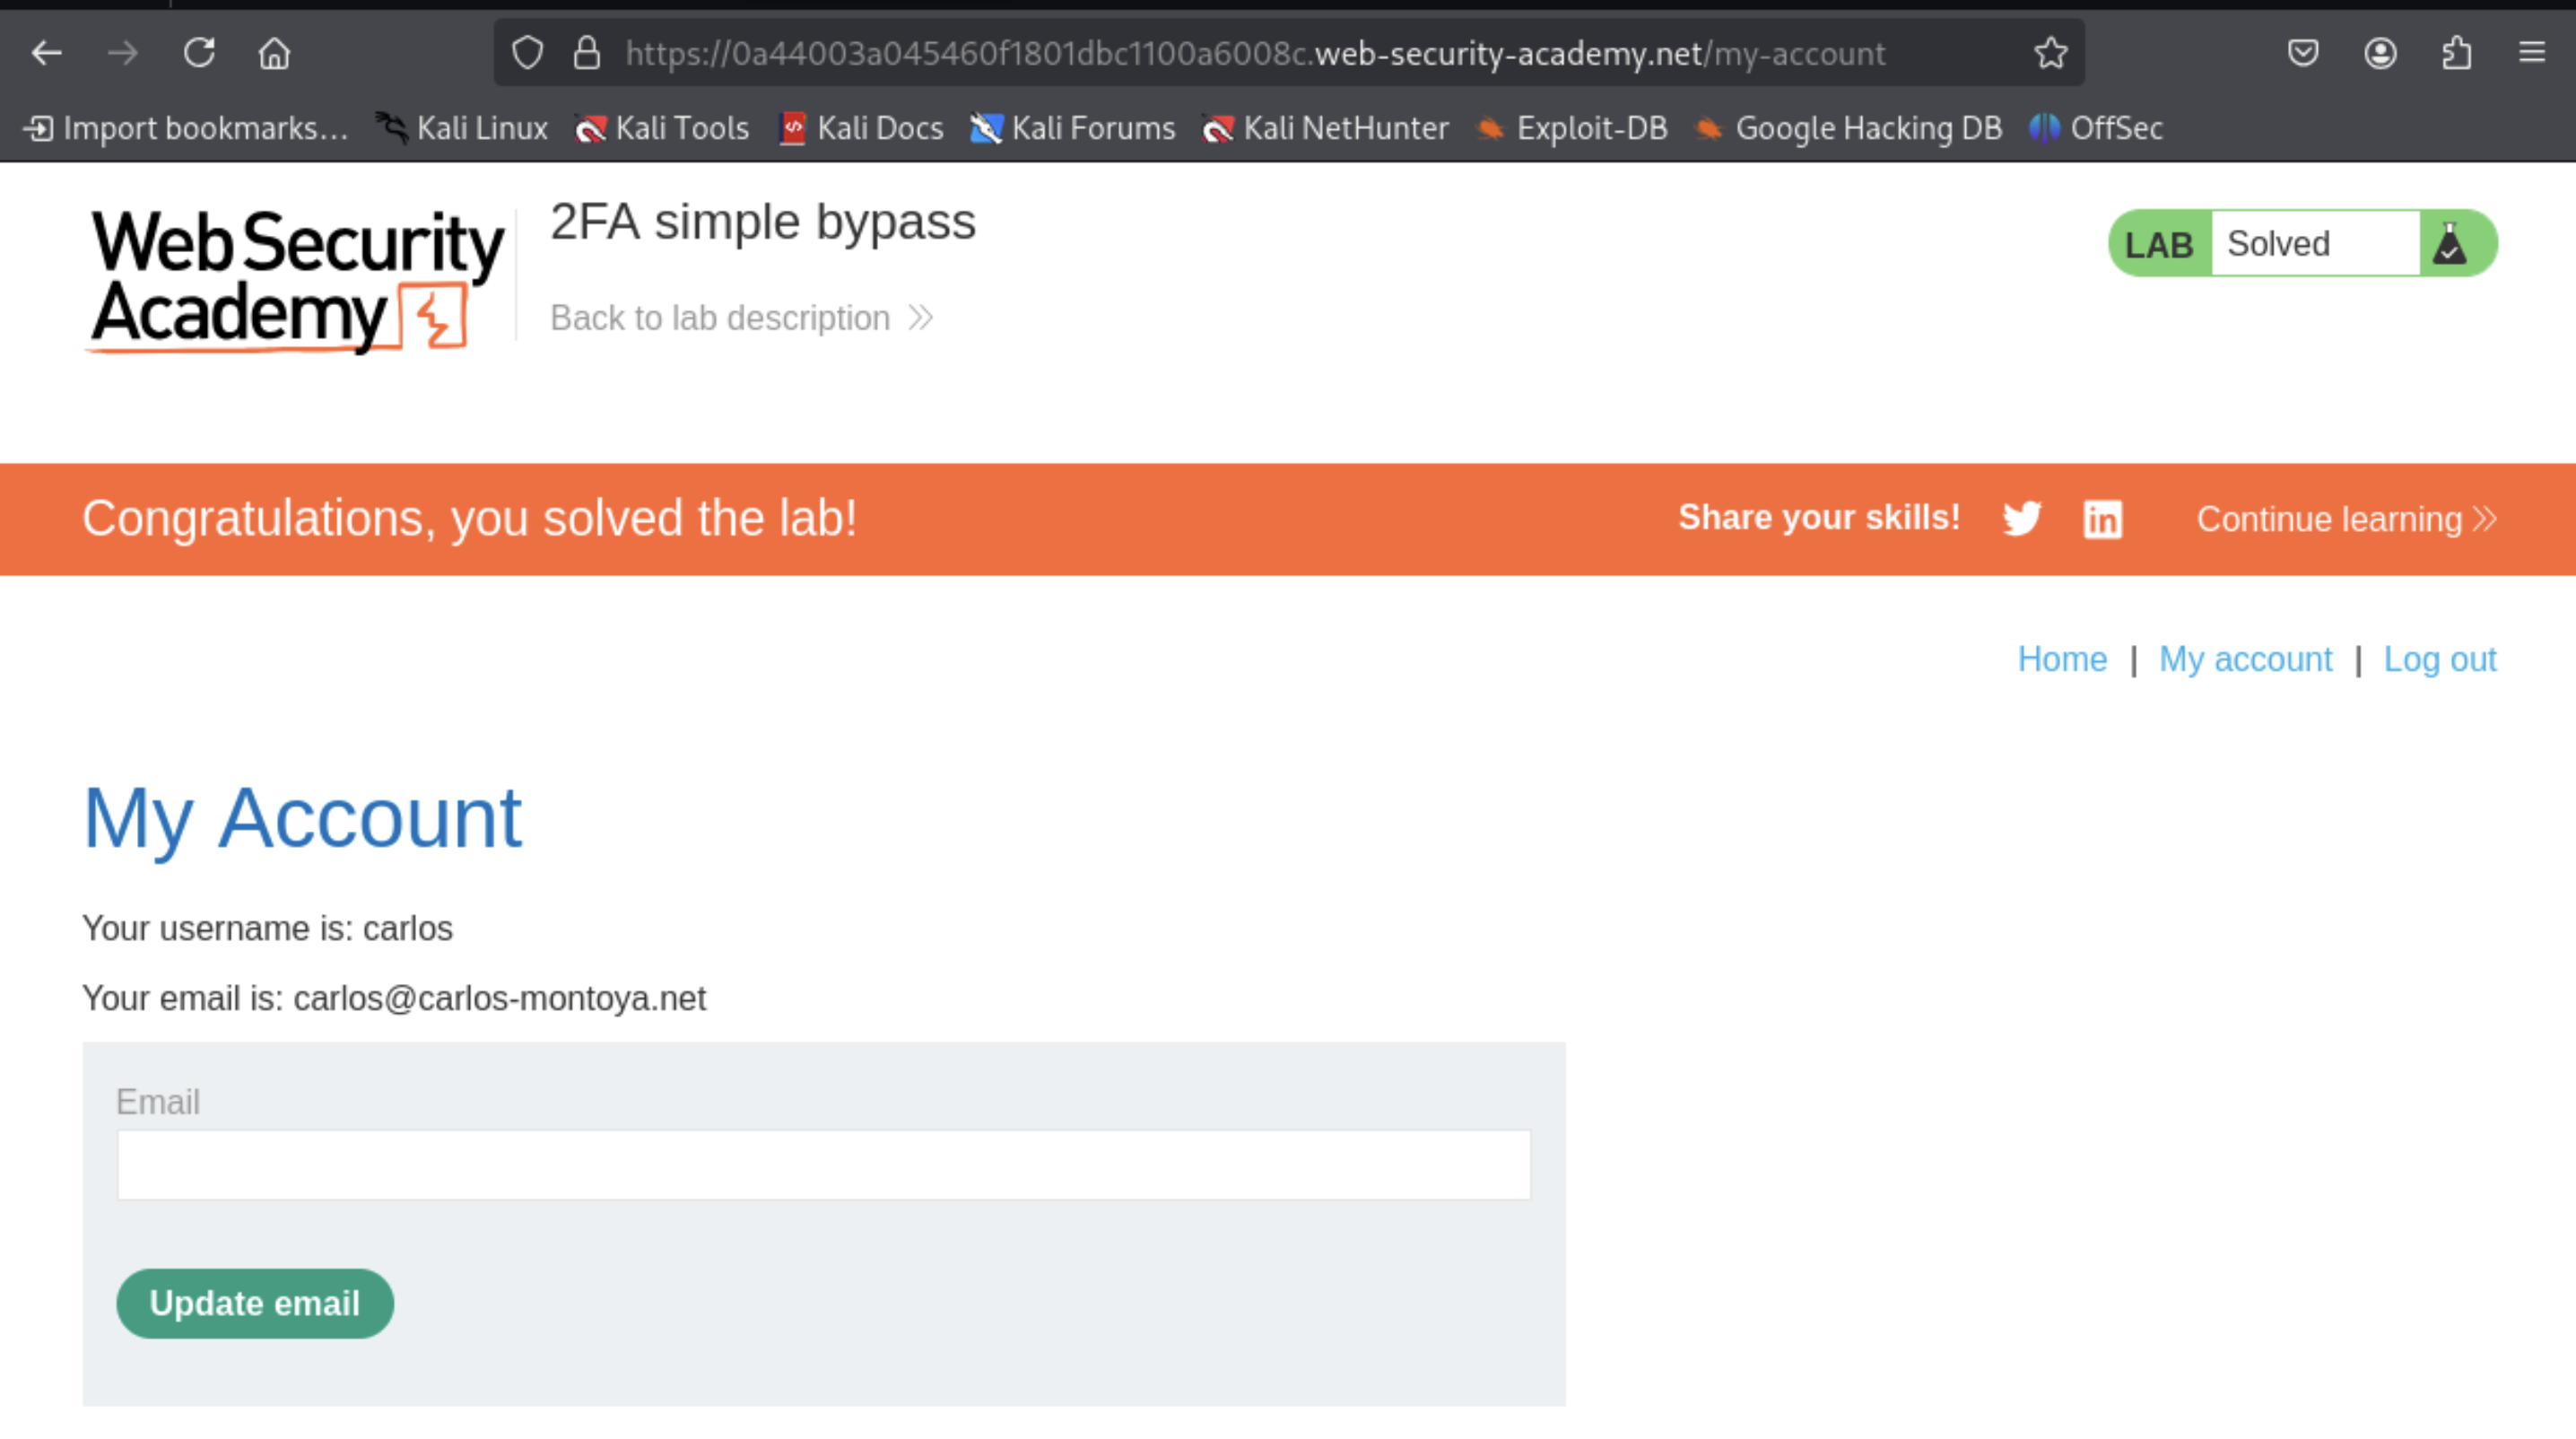 https://0a44003a045460f1801dbc1100a6008c.web-security-academy.net/my-account
Import bookmarks... Kali Linux Kali Tools Kali Docs Kali Forums Kali NetHunter Exploit-DB Google Hacking DB OffSec
Web Security
Academy
2FA simple bypass
Back to lab description
LAB Solved
Congratulations, you solved the lab! Share your skills! Continue learning
Home | My account | Log out
My Account
Your username is: carlos
Your email is: carlos@carlos-montoya.net
Email
Update email